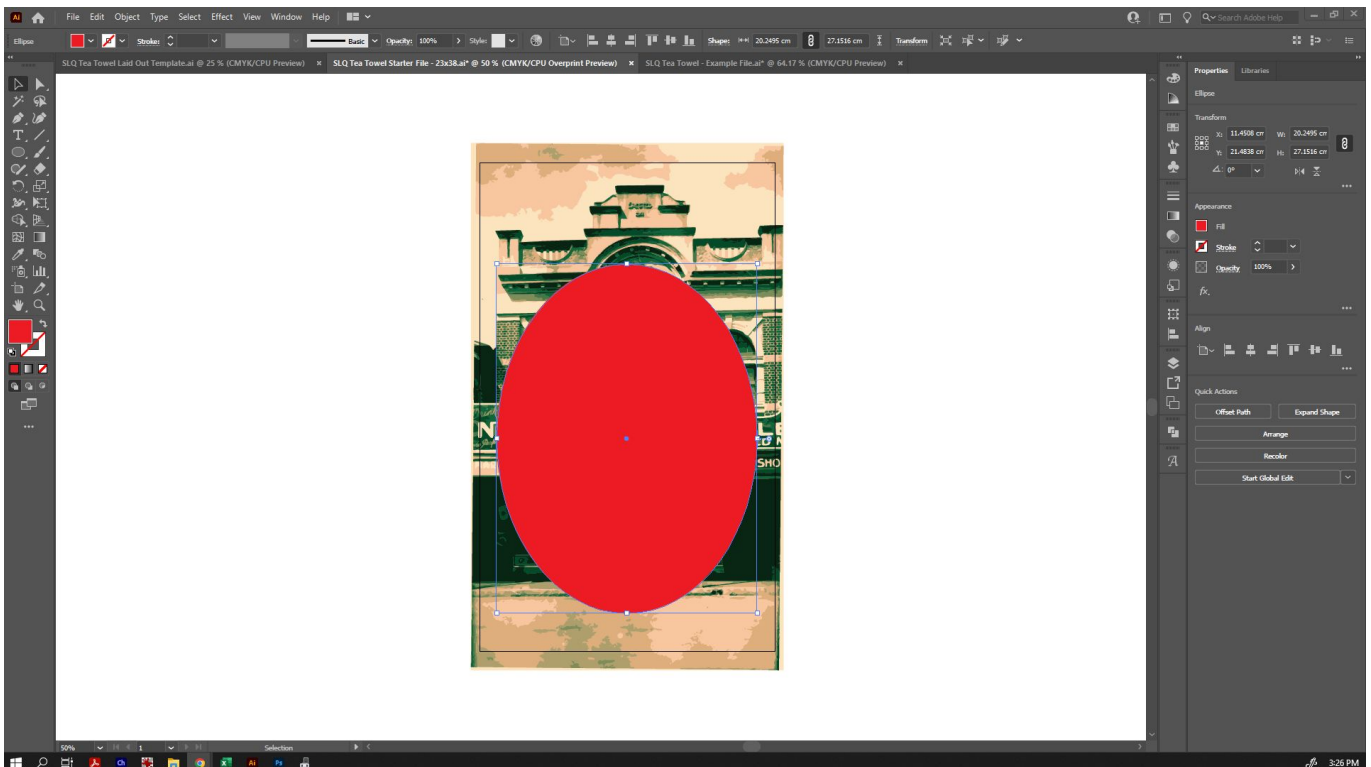 File Edit Object Type Select Effect View Window Help
Search Adobe Help
Ellipse Stroke: Basic Opacity: 100% Style: Shape: 20.2495 cm 27.1516 cm Transform
SLQ Tea Towel Laid Out Template.ai @ 25 % (CMYK/CPU Preview) × SLQ Tea Towel Starter File - 23x38.ai* @ 50 % (CMYK/CPU Overprint Preview) × SLQ Tea Towel - Example File.ai* @ 64.17 % (CMYK/CPU Preview) ×
Properties Libraries
Ellipse
Transform
X: 11.4508 cm W: 20.2495 cm
Y: 21.4838 cm H: 27.1516 cm
0°
Appearance
Fill
Stroke
Opacity 100%
fx.
Align
Quick Actions
Offset Path Expand Shape
Arrange
Recolor
Start Global Edit
SHO
50% 1 Selection
3:26 PM